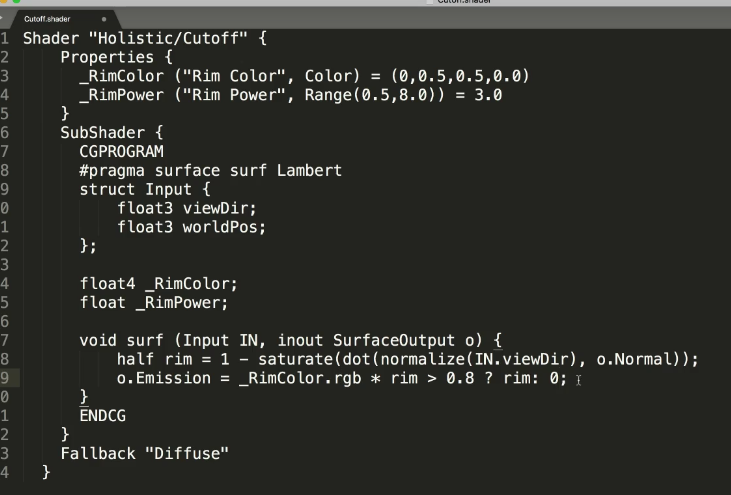 Cutoff.shader
Cutoff.shader
1 Shader "Holistic/Cutoff" {
2 Properties {
3 _RimColor ("Rim Color", Color) = (0,0.5,0.5,0.0)
4 _RimPower ("Rim Power", Range(0.5,8.0)) = 3.0
5 }
6 SubShader {
7 CGPROGRAM
8 #pragma surface surf Lambert
9 struct Input {
0 float3 viewDir;
1 float3 worldPos;
2 };
3
4 float4 _RimColor;
5 float _RimPower;
6
7 void surf (Input IN, inout SurfaceOutput o) {
8 half rim = 1 - saturate(dot(normalize(IN.viewDir), o.Normal));
9 o.Emission = _RimColor.rgb * rim > 0.8 ? rim: 0;
0 }
1 ENDCG
2 }
3 Fallback "Diffuse"
4 }